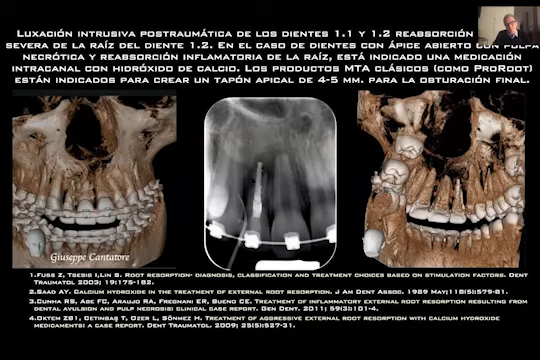 Luxación intrusiva postraumática de los dientes 1.1 y 1.2 reabsorción
severa de la raíz del diente 1.2. En el caso de dientes con ápice abierto con pulpa
necrótica y reabsorción inflamatoria de la raíz, está indicado una medicación
intracanal con hidróxido de calcio. Los productos MTA clásicos (como ProRoot)
están indicados para crear un tapón apical de 4-5 mm. para la obturación final.
Giuseppe Cantatore
1.Fuss Z, Tsesis I,Lin S. Root resorption- diagnosis, classification and treatment choices based on stimulation factors. Dent
Traumatol. 2003; 19:175-182.
2.Saad AY. Calcium hydroxide in the treatment of external root resorption. J Am Dent Assoc. 1989 May;118(5):579-81.
3.Cunha RS, Abe FC, Araujo RA, Fregnani ER, Bueno CE. Treatment of inflammatory external root resorption resulting from
dental avulsion and pulp necrosis: clinical case report. Gen Dent. 2011; 59(3):101-4.
4.Oktem ZB1, Çetinbaş T, Özer L, Sönmez H. Treatment of aggressive external root resorption with calcium hydroxide
medicaments: a case report. Dent Traumatol. 2009; 25(5):527-31.